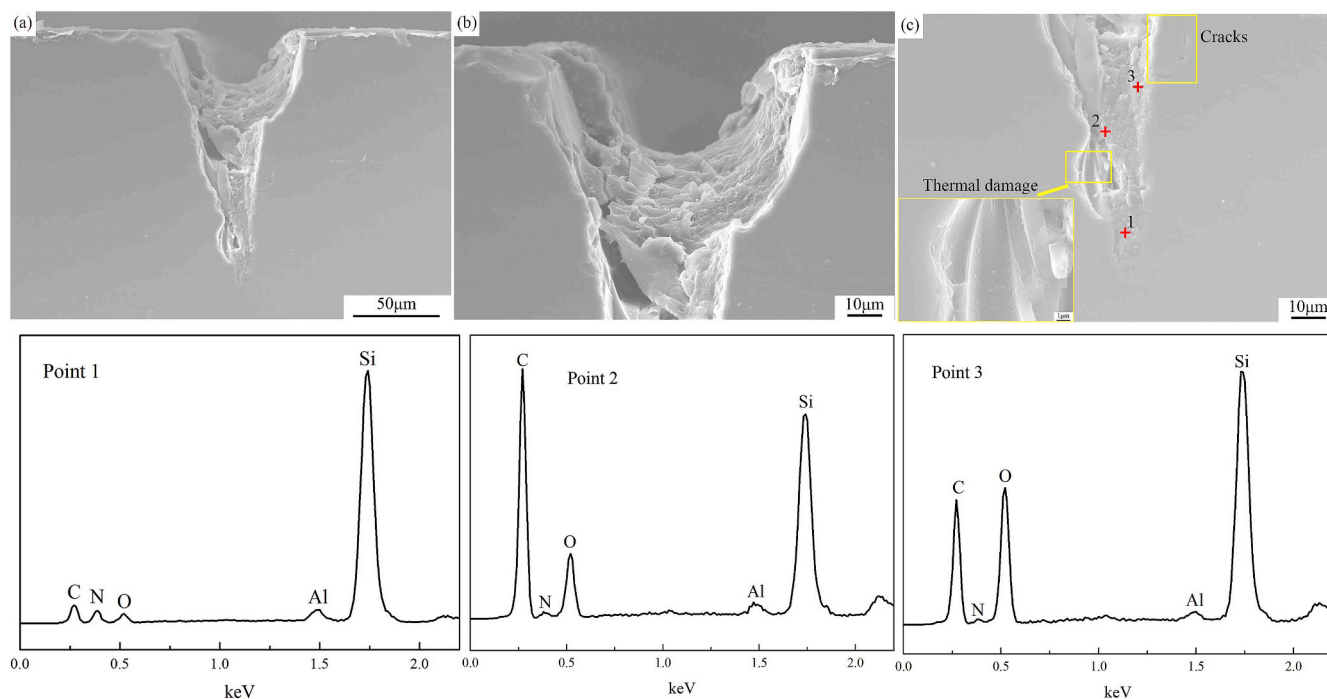 (a)
50μm
(b)
10μm
(c)
Cracks
3
2
Thermal damage
1
1μm
10μm
Point 1
Si
C
N
O
Al
0.0 0.5 1.0 1.5 2.0
keV
Point 2
C
Si
O
N
Al
0.0 0.5 1.0 1.5 2.0
keV
Point 3
Si
C
O
N
Al
0.0 0.5 1.0 1.5 2.0
keV